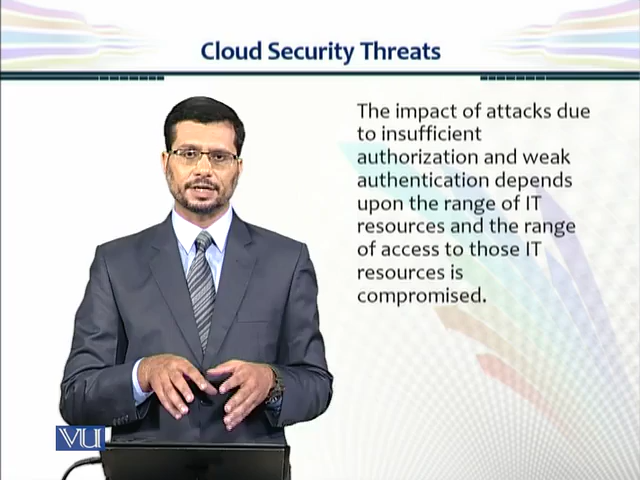 Cloud Security Threats
The impact of attacks due
to insufficient
authorization and weak
authentication depends
upon the range of IT
resources and the range
of access to those IT
resources is
compromised.
VU